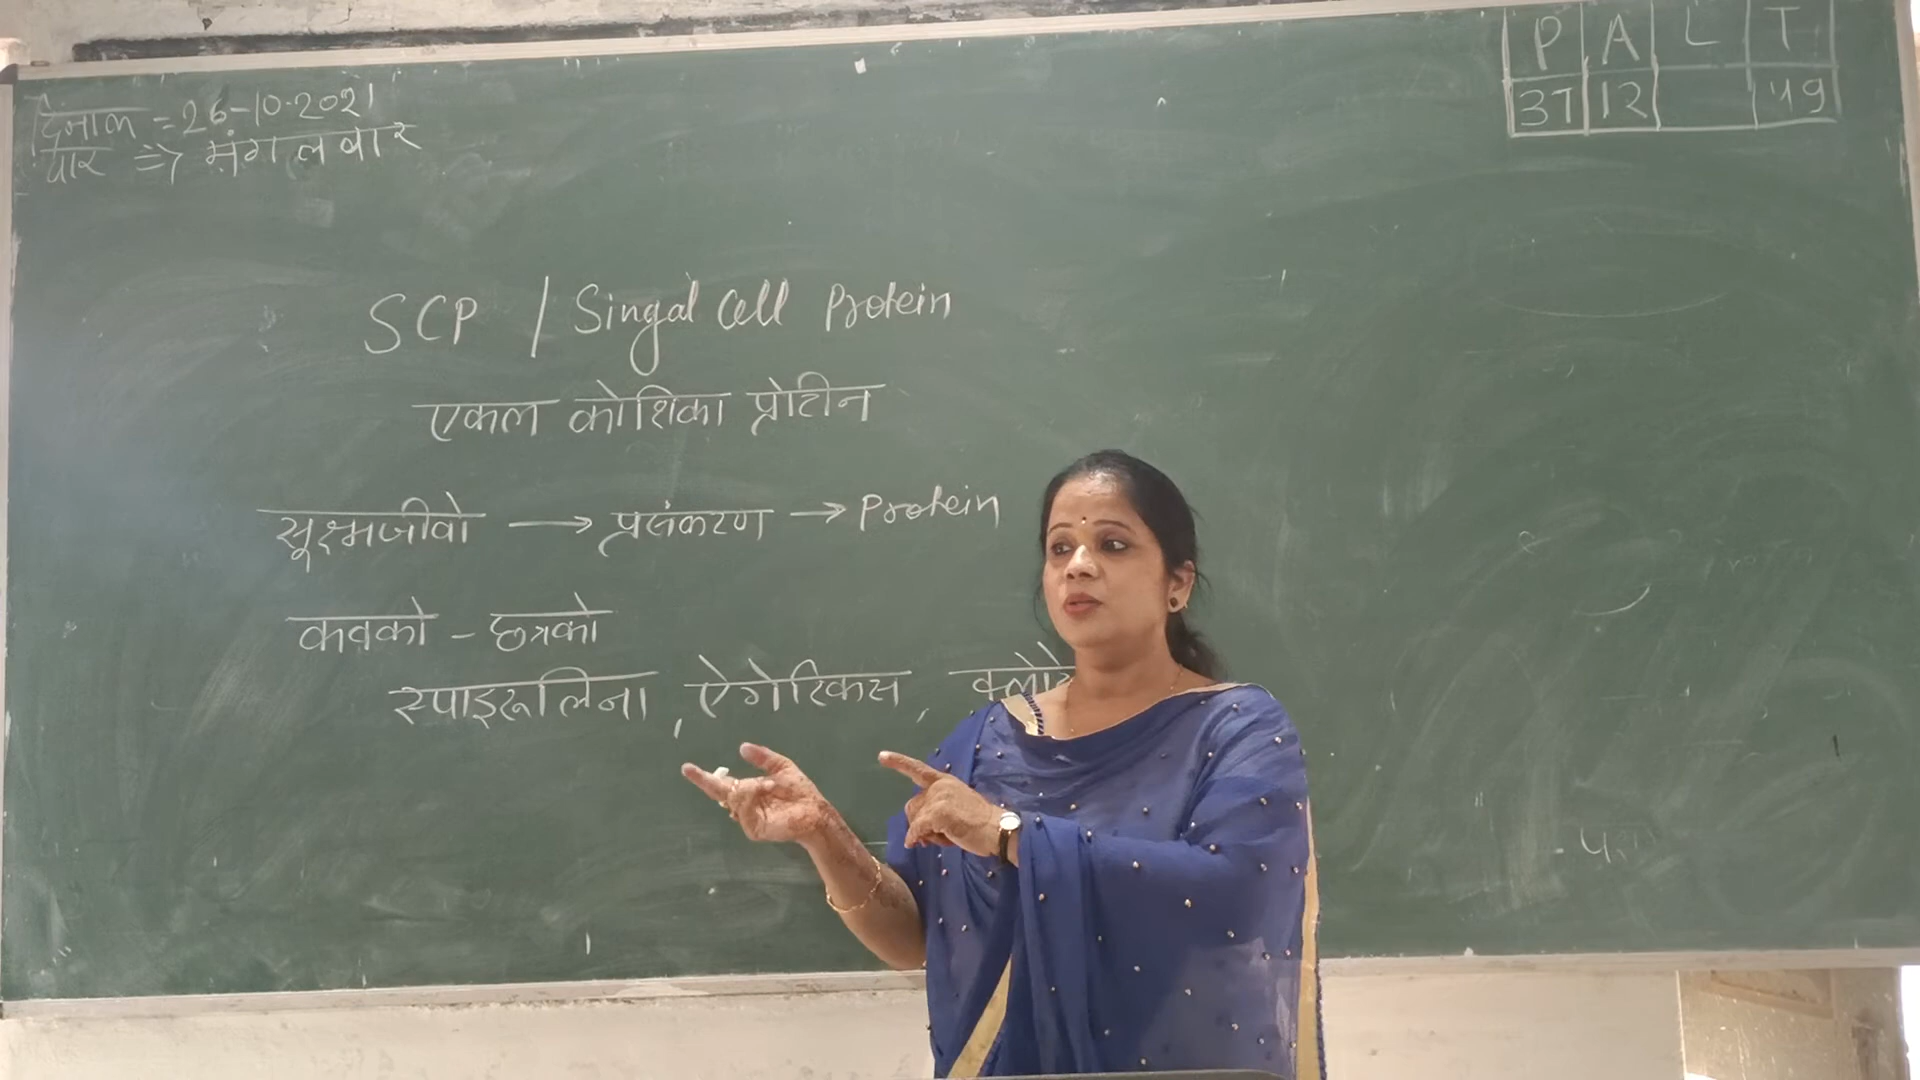 दिनांक = 26-10-2021
वार => मंगलवार
P A L T
37 12 49
SCP / Singal Cell Protein
एकल कोशिका प्रोटीन
सूक्ष्मजीवो → प्रसंकरण → Protein
कवको - छत्रको
स्पाइरूलिना, ऐगेरिकस,